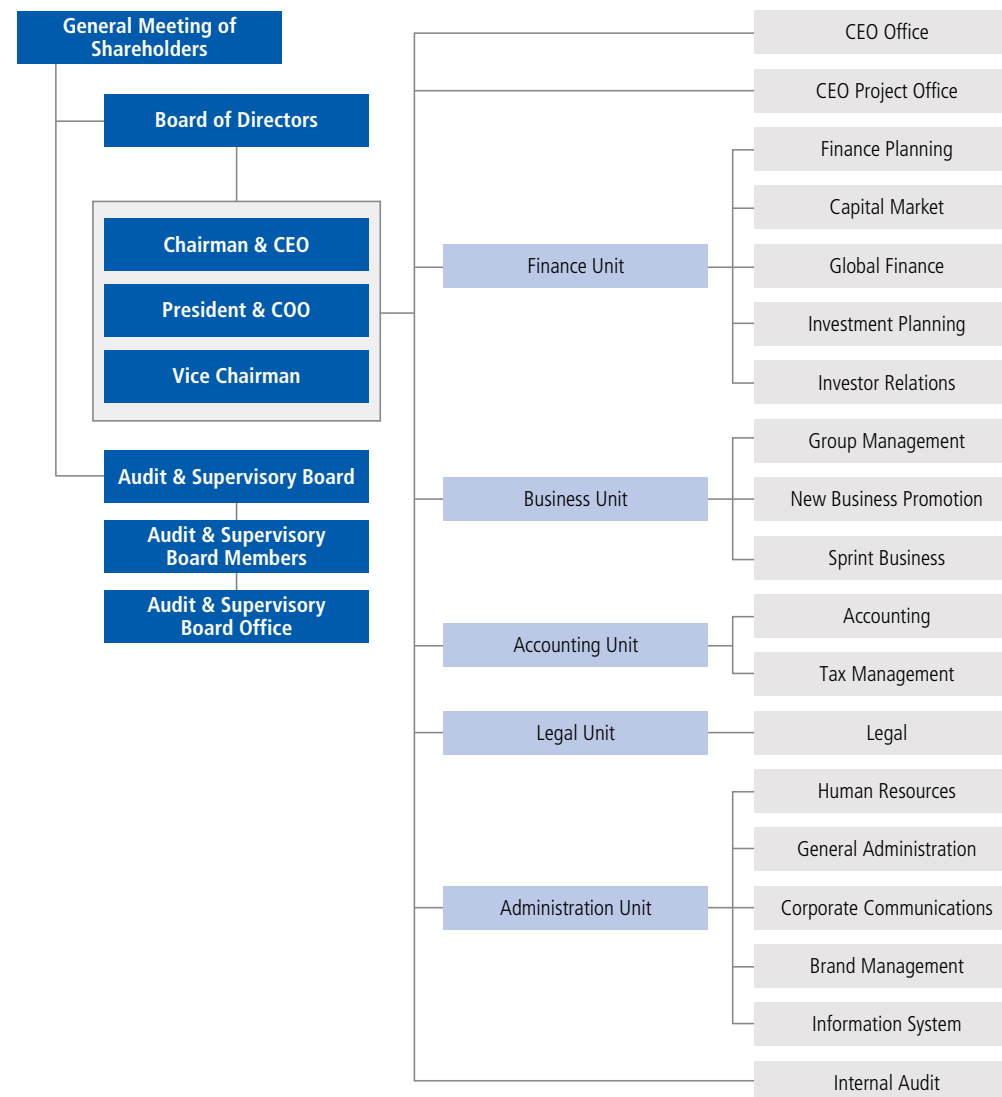 General Meeting of
Shareholders
Board of Directors
Chairman & CEO
President & COO
Vice Chairman
Audit & Supervisory Board
Audit & Supervisory
Board Members
Audit & Supervisory
Board Office
Finance Unit
Business Unit
Accounting Unit
Legal Unit
Administration Unit
CEO Office
CEO Project Office
Finance Planning
Capital Market
Global Finance
Investment Planning
Investor Relations
Group Management
New Business Promotion
Sprint Business
Accounting
Tax Management
Legal
Human Resources
General Administration
Corporate Communications
Brand Management
Information System
Internal Audit